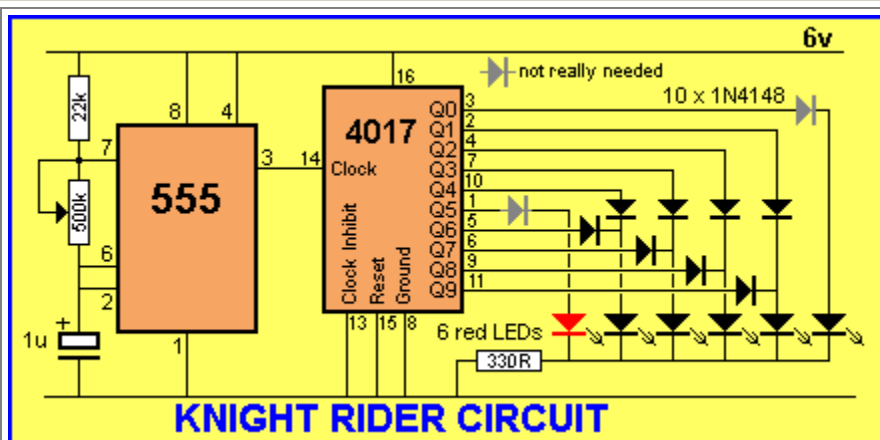 6v
not really needed
10 x 1N4148
22k
500k
1u
+
8
4
7
6
2
1
3
555
14
16
4017
Clock
Clock Inhibit
Reset
Ground
13
15
8
Q0
3
Q1
2
Q2
4
Q3
7
Q4
10
Q5
1
Q6
5
Q7
6
Q8
9
Q9
11
6 red LEDs
330R
KNIGHT RIDER CIRCUIT